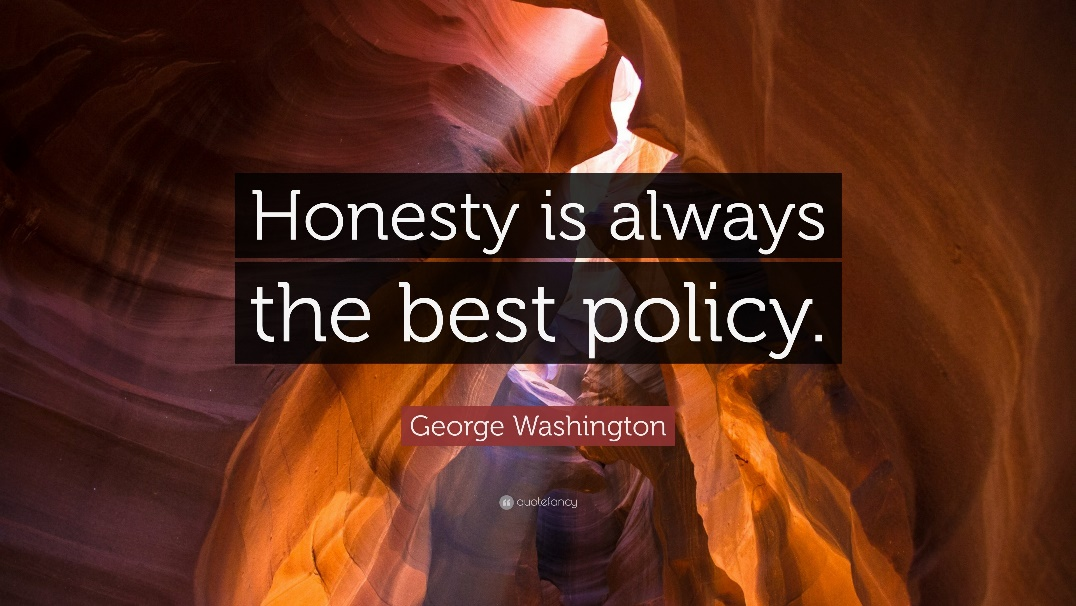 Honesty is always
the best policy.
George Washington
quotefancy